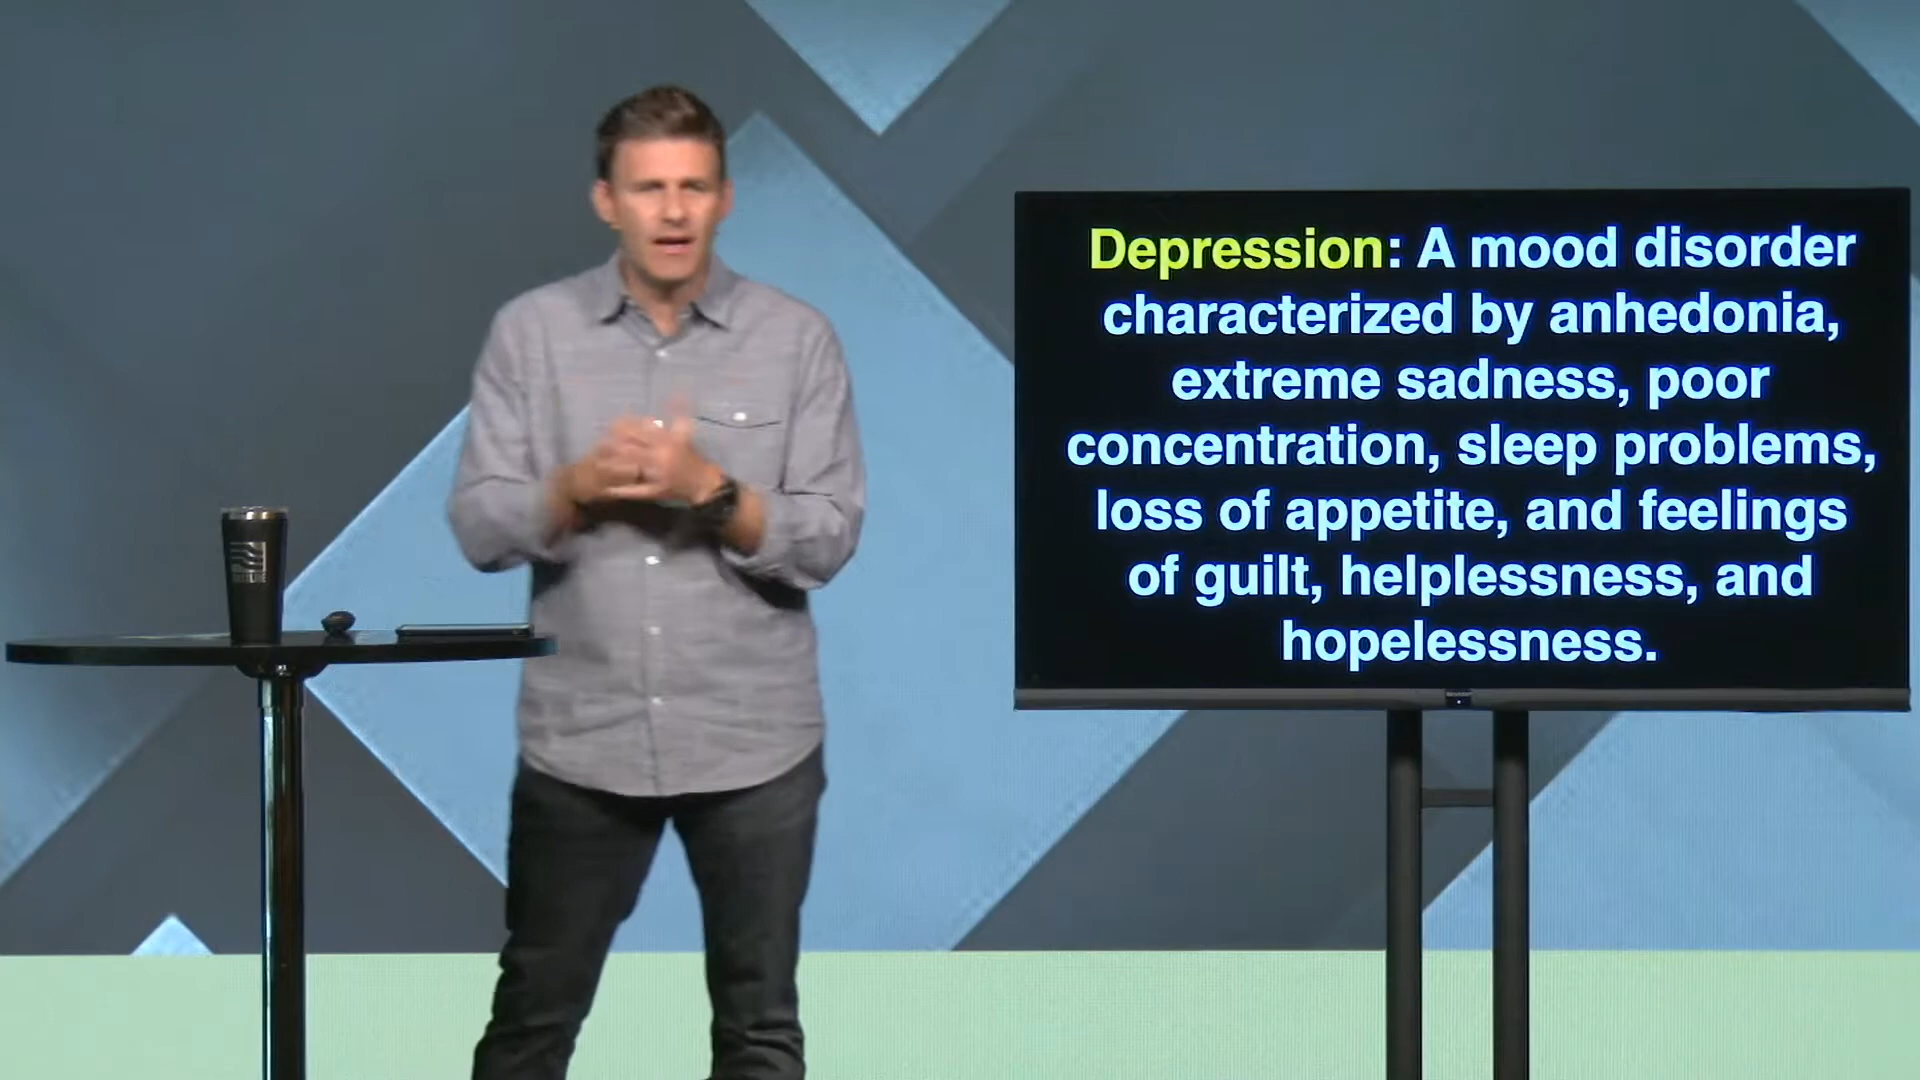 Depression: A mood disorder
characterized by anhedonia,
extreme sadness, poor
concentration, sleep problems,
loss of appetite, and feelings
of guilt, helplessness, and
hopelessness.